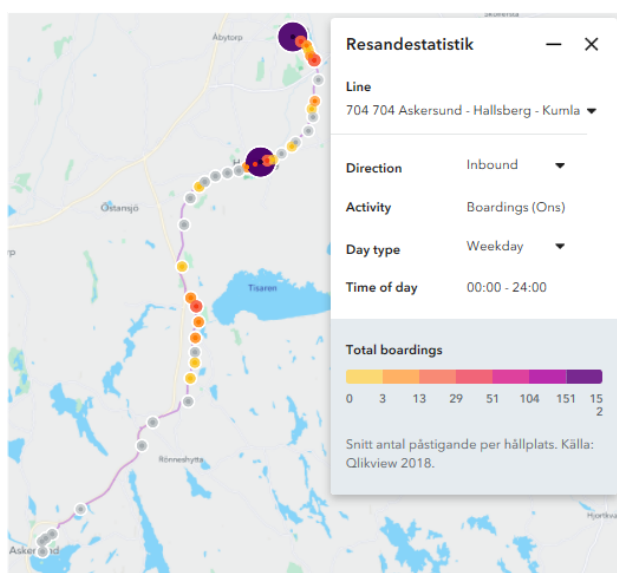 Åbytorp
Östansjö
Tisaren
Rönneshytta
Hjortkva
Resandestatistik
Line
704 704 Askersund - Hallsberg - Kumla
Direction Inbound
Activity Boardings (Ons)
Day type Weekday
Time of day 00:00 - 24:00
Total boardings
0 3 13 29 51 104 151 15
2
Snitt antal påstigande per hållplats. Källa:
Qlikview 2018.